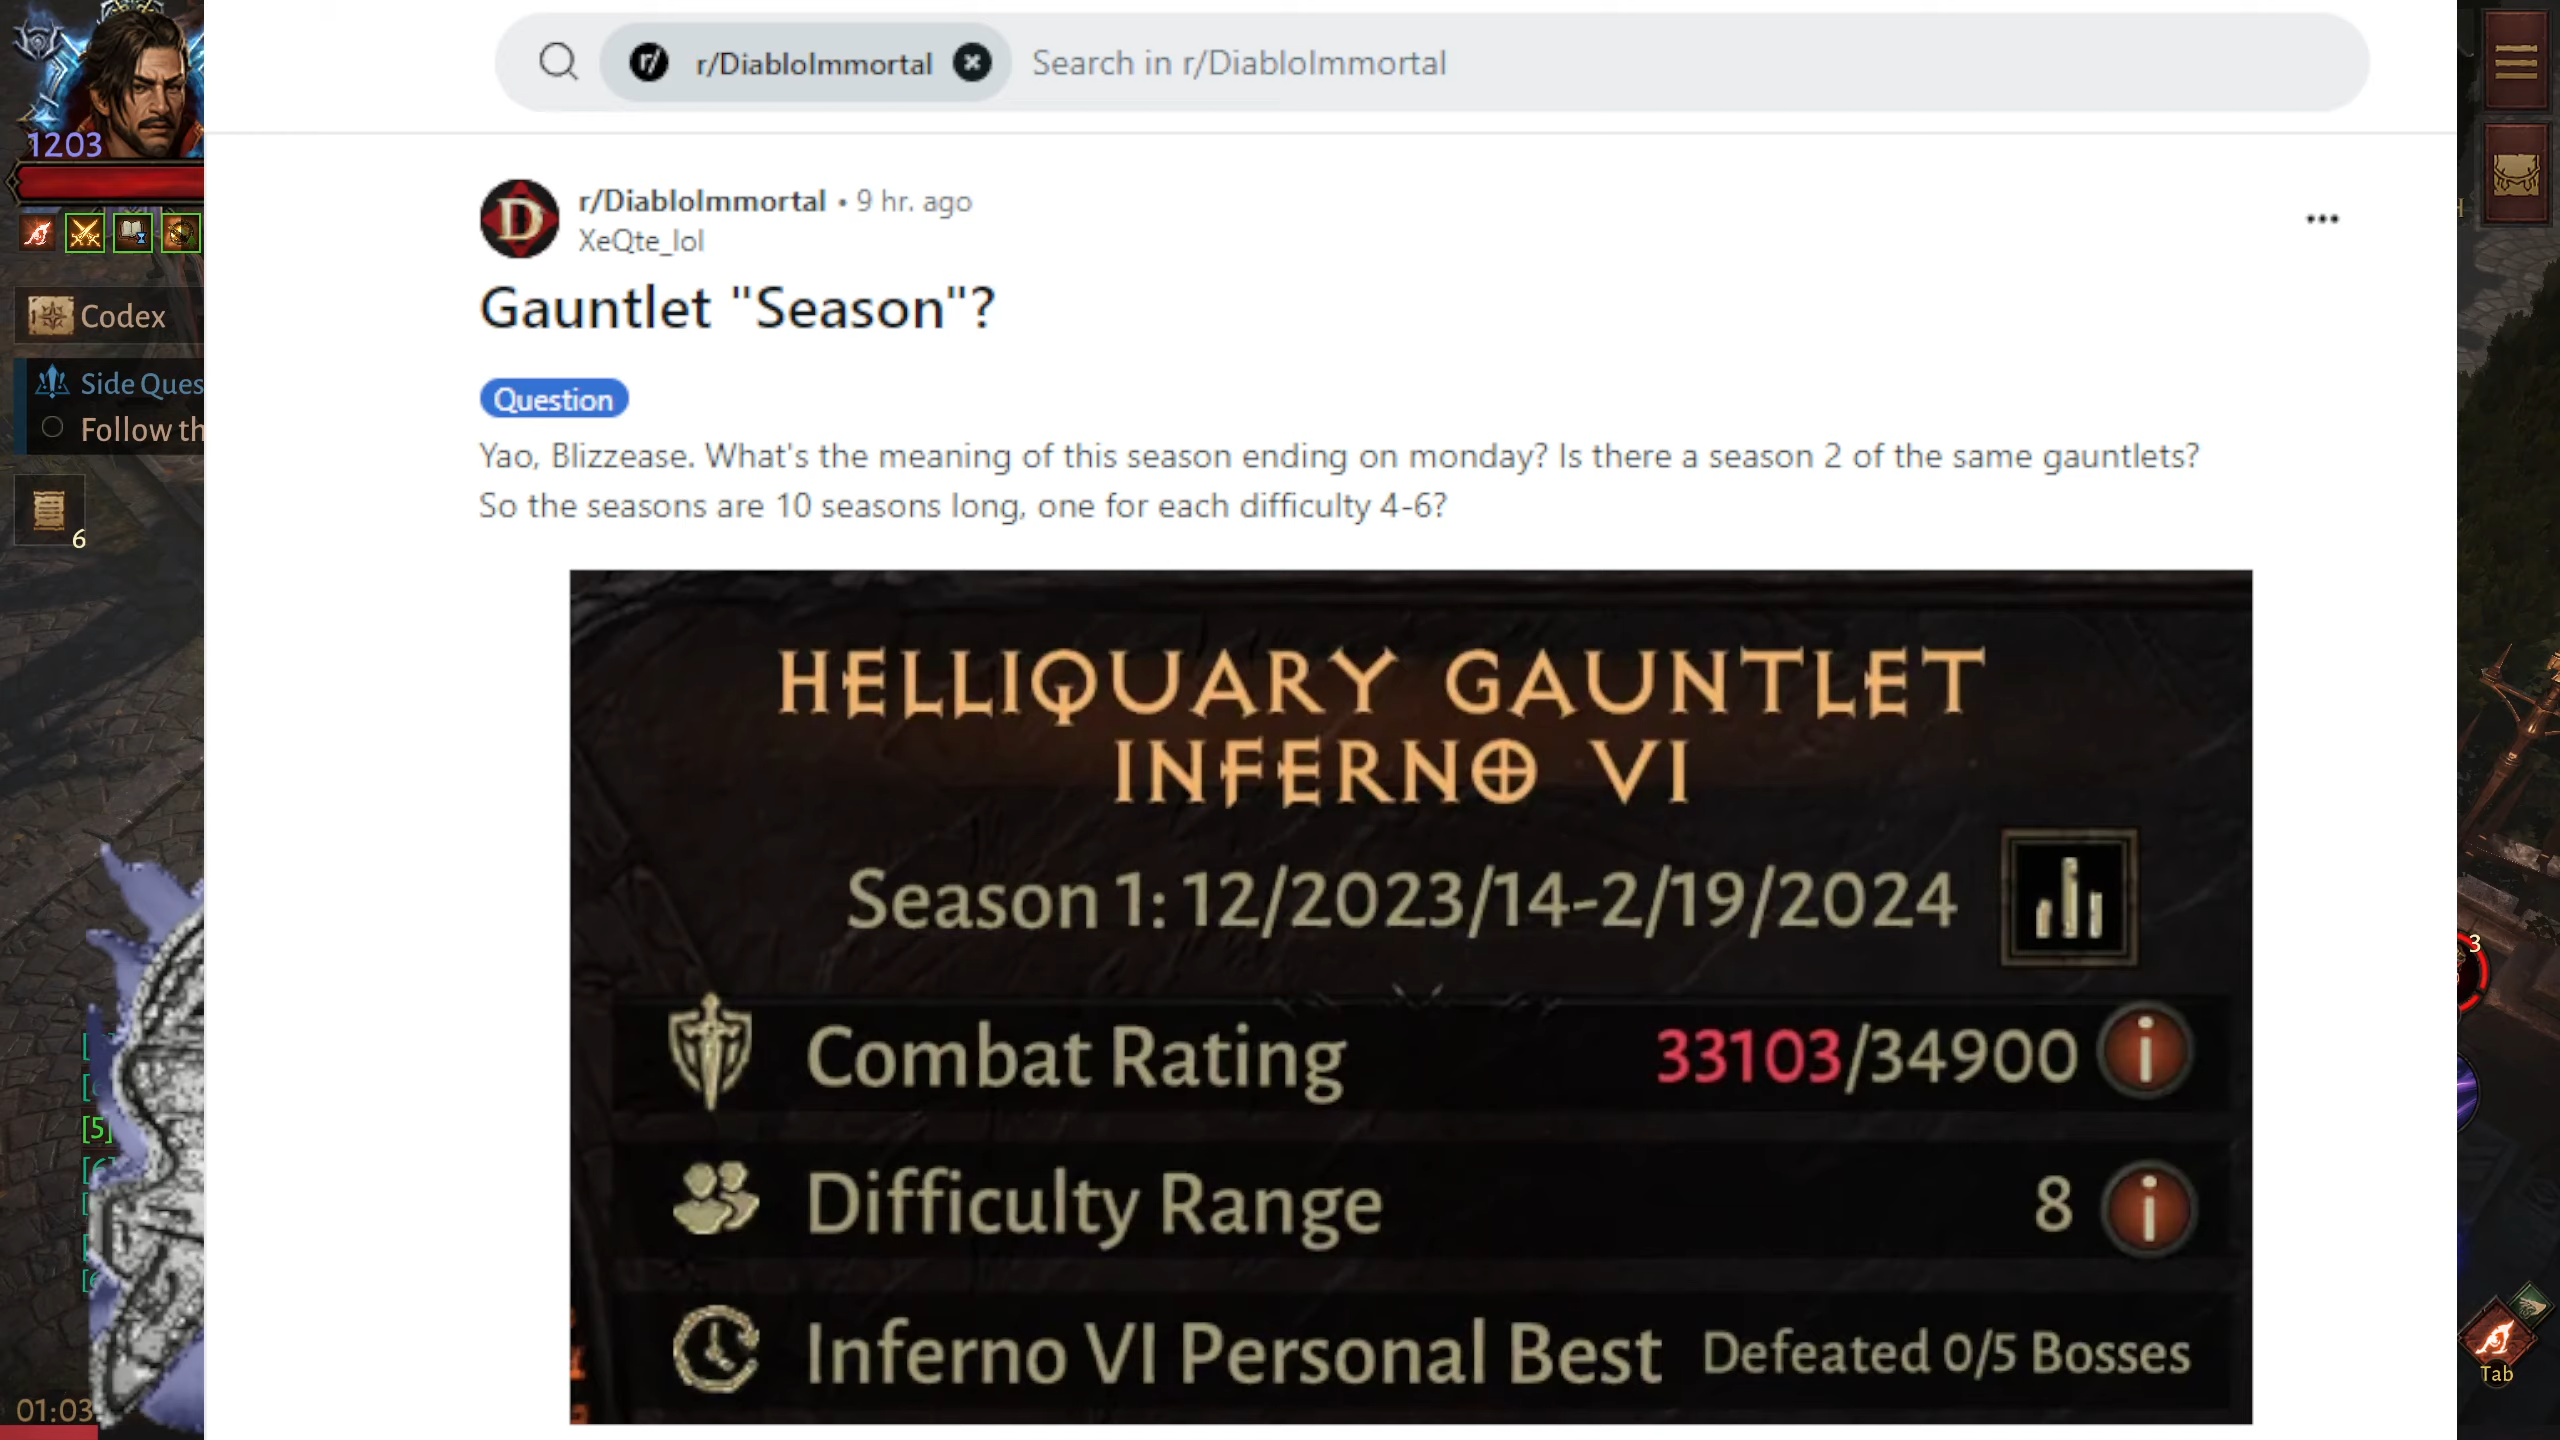 r/ r/DiabloImmortal Search in r/DiabloImmortal
1203
r/DiabloImmortal • 9 hr. ago
XeQte_lol
Gauntlet "Season"?
Codex
Side Ques
Follow th
Question
Yao, Blizzease. What's the meaning of this season ending on monday? Is there a season 2 of the same gauntlets?
So the seasons are 10 seasons long, one for each difficulty 4-6?
6
HELLIQUARY GAUNTLET
INFERNO VI
Season 1: 12/2023/14-2/19/2024
3
Combat Rating 33103/34900
[5]
Difficulty Range 8
Inferno VI Personal Best Defeated 0/5 Bosses
Tab
01:03